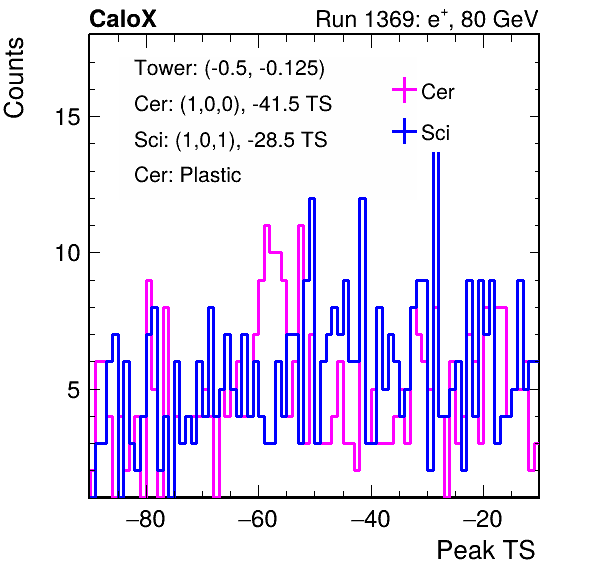 CaloX Run 1369: e⁺, 80 GeV
Counts
Tower: (-0.5, -0.125)
Cer: (1,0,0), -41.5 TS
Sci: (1,0,1), -28.5 TS
Cer: Plastic
Cer
Sci
15
10
5
−80 −60 −40 −20
Peak TS